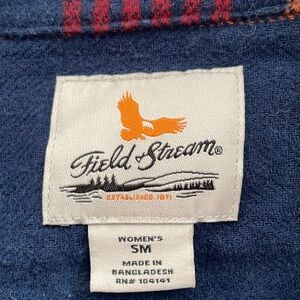 Field & Stream®
ESTABLISHED 1871
WOMEN'S
SM
MADE IN
BANGLADESH
RN# 104141